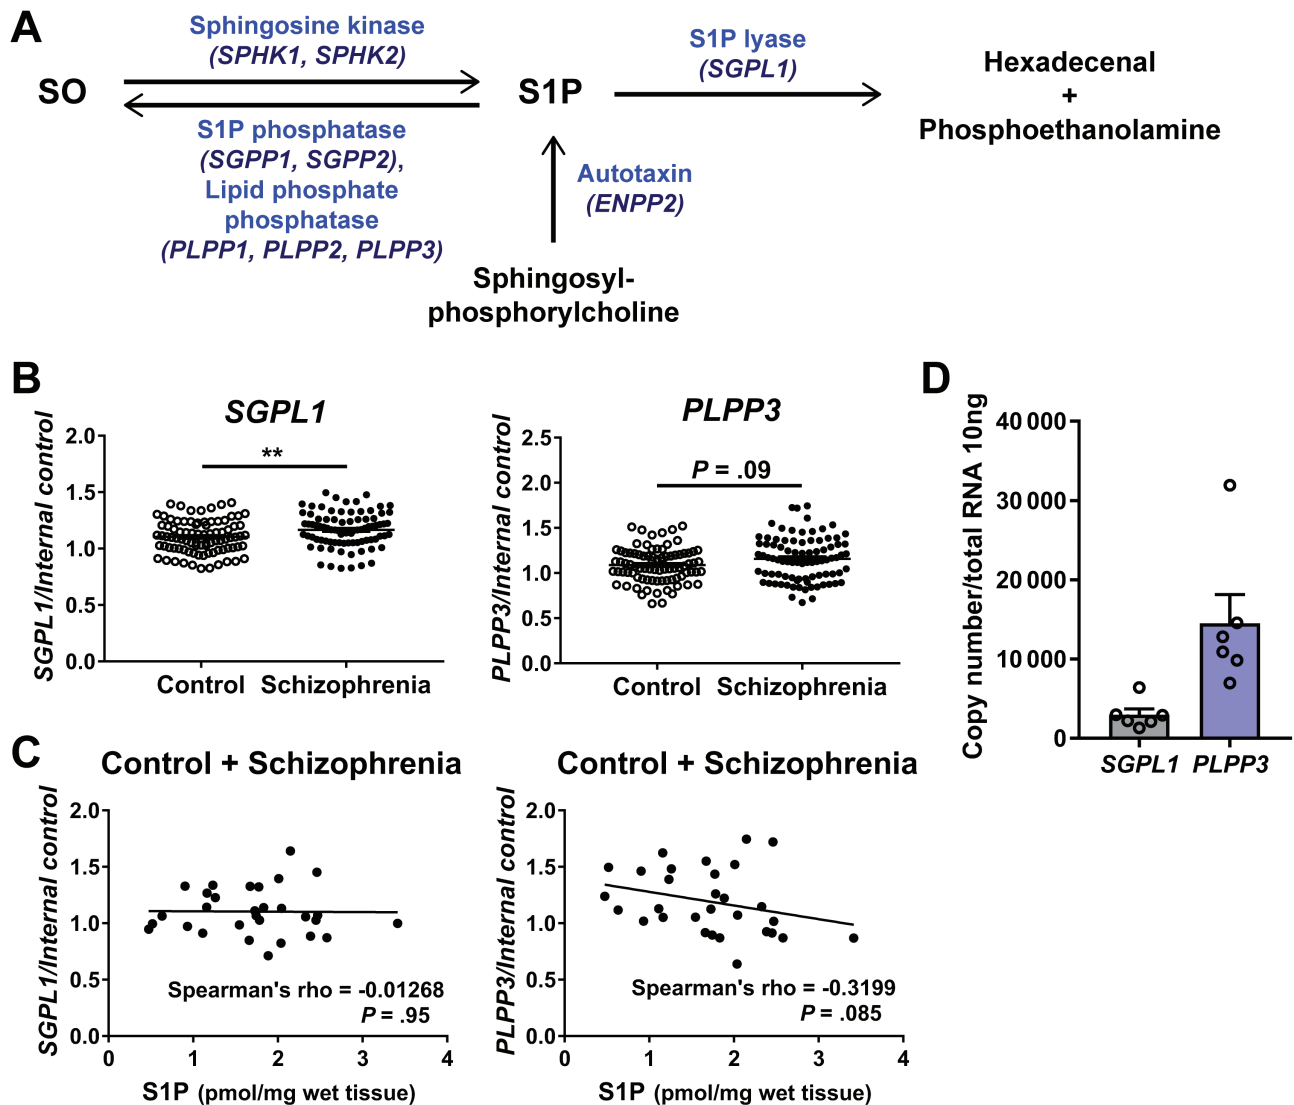 A
Sphingosine kinase
(SPHK1, SPHK2)
SO
S1P
S1P lyase
(SGPL1)
Hexadecenal
+
Phosphoethanolamine
S1P phosphatase
(SGPP1, SGPP2),
Lipid phosphate
phosphatase
(PLPP1, PLPP2, PLPP3)
Autotaxin
(ENPP2)
Sphingosyl-
phosphorylcholine
B
SGPL1
**
SGPL1/Internal control
2.0
1.5
1.0
0.5
0.0
Control Schizophrenia
PLPP3
P = .09
PLPP3/Internal control
2.5
2.0
1.5
1.0
0.5
0.0
Control Schizophrenia
C
Control + Schizophrenia
SGPL1/Internal control
2.0
1.5
1.0
0.5
0.0
Spearman's rho = -0.01268
P = .95
0 1 2 3 4
S1P (pmol/mg wet tissue)
Control + Schizophrenia
PLPP3/Internal control
2.0
1.5
1.0
0.5
0.0
Spearman's rho = -0.3199
P = .085
0 1 2 3 4
S1P (pmol/mg wet tissue)
D
Copy number/total RNA 10ng
40 000
30 000
20 000
10 000
0
SGPL1 PLPP3